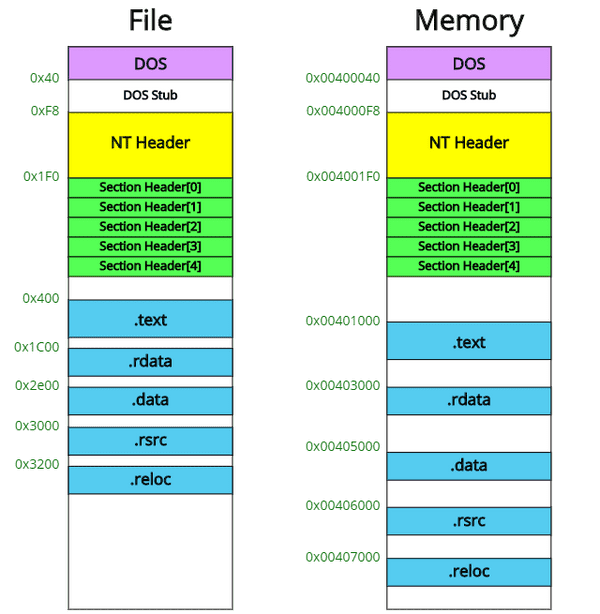 File
Memory
DOS
DOS
0x40
0x00400040
DOS Stub
DOS Stub
0xF8
0x004000F8
NT Header
NT Header
0x1F0
0x004001F0
Section Header[0]
Section Header[0]
Section Header[1]
Section Header[1]
Section Header[2]
Section Header[2]
Section Header[3]
Section Header[3]
Section Header[4]
Section Header[4]
0x400
.text
0x00401000
.text
0x1C00
.rdata
0x00403000
.rdata
0x2e00
.data
0x00405000
.data
0x3000
.rsrc
0x00406000
.rsrc
0x3200
.reloc
0x00407000
.reloc